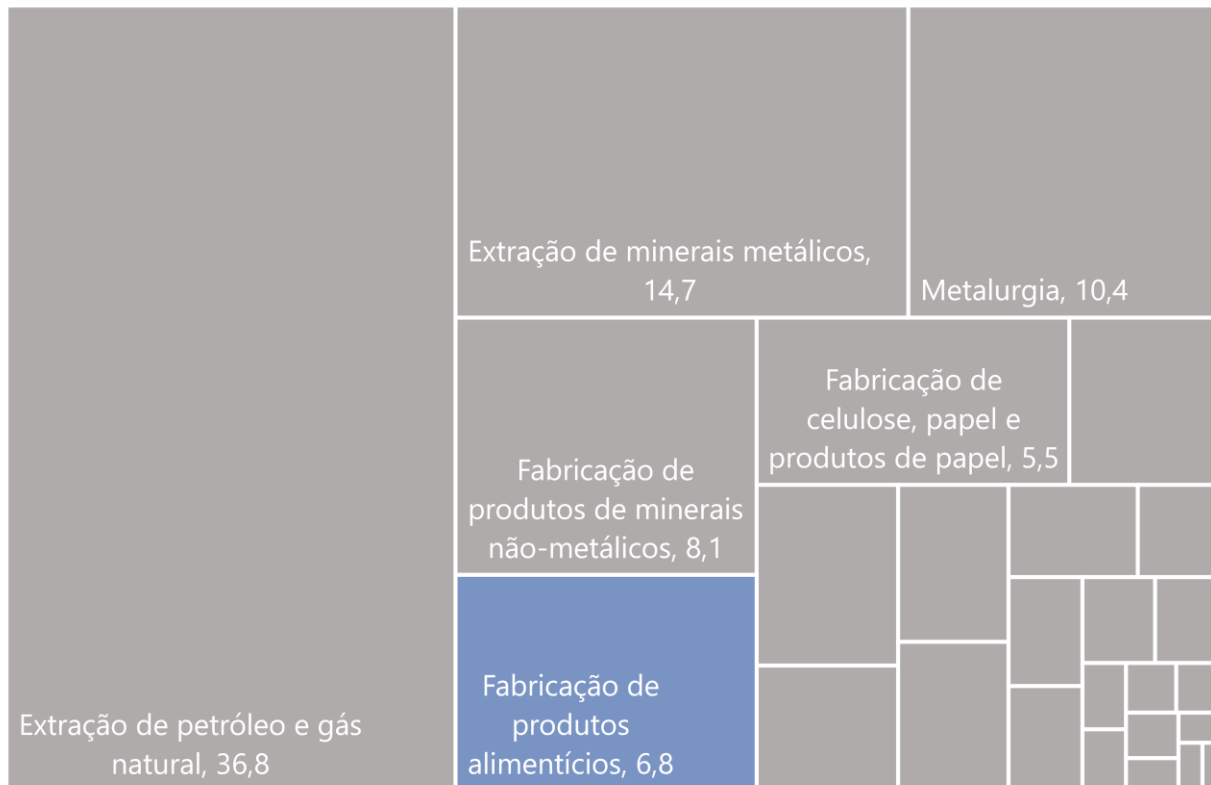 Extração de minerais metálicos,
14,7
Metalurgia, 10,4
Fabricação de
celulose, papel e
produtos de papel, 5,5
Fabricação de
produtos de minerais
não-metálicos, 8,1
Extração de petróleo e gás
natural, 36,8
Fabricação de
produtos
alimentícios, 6,8